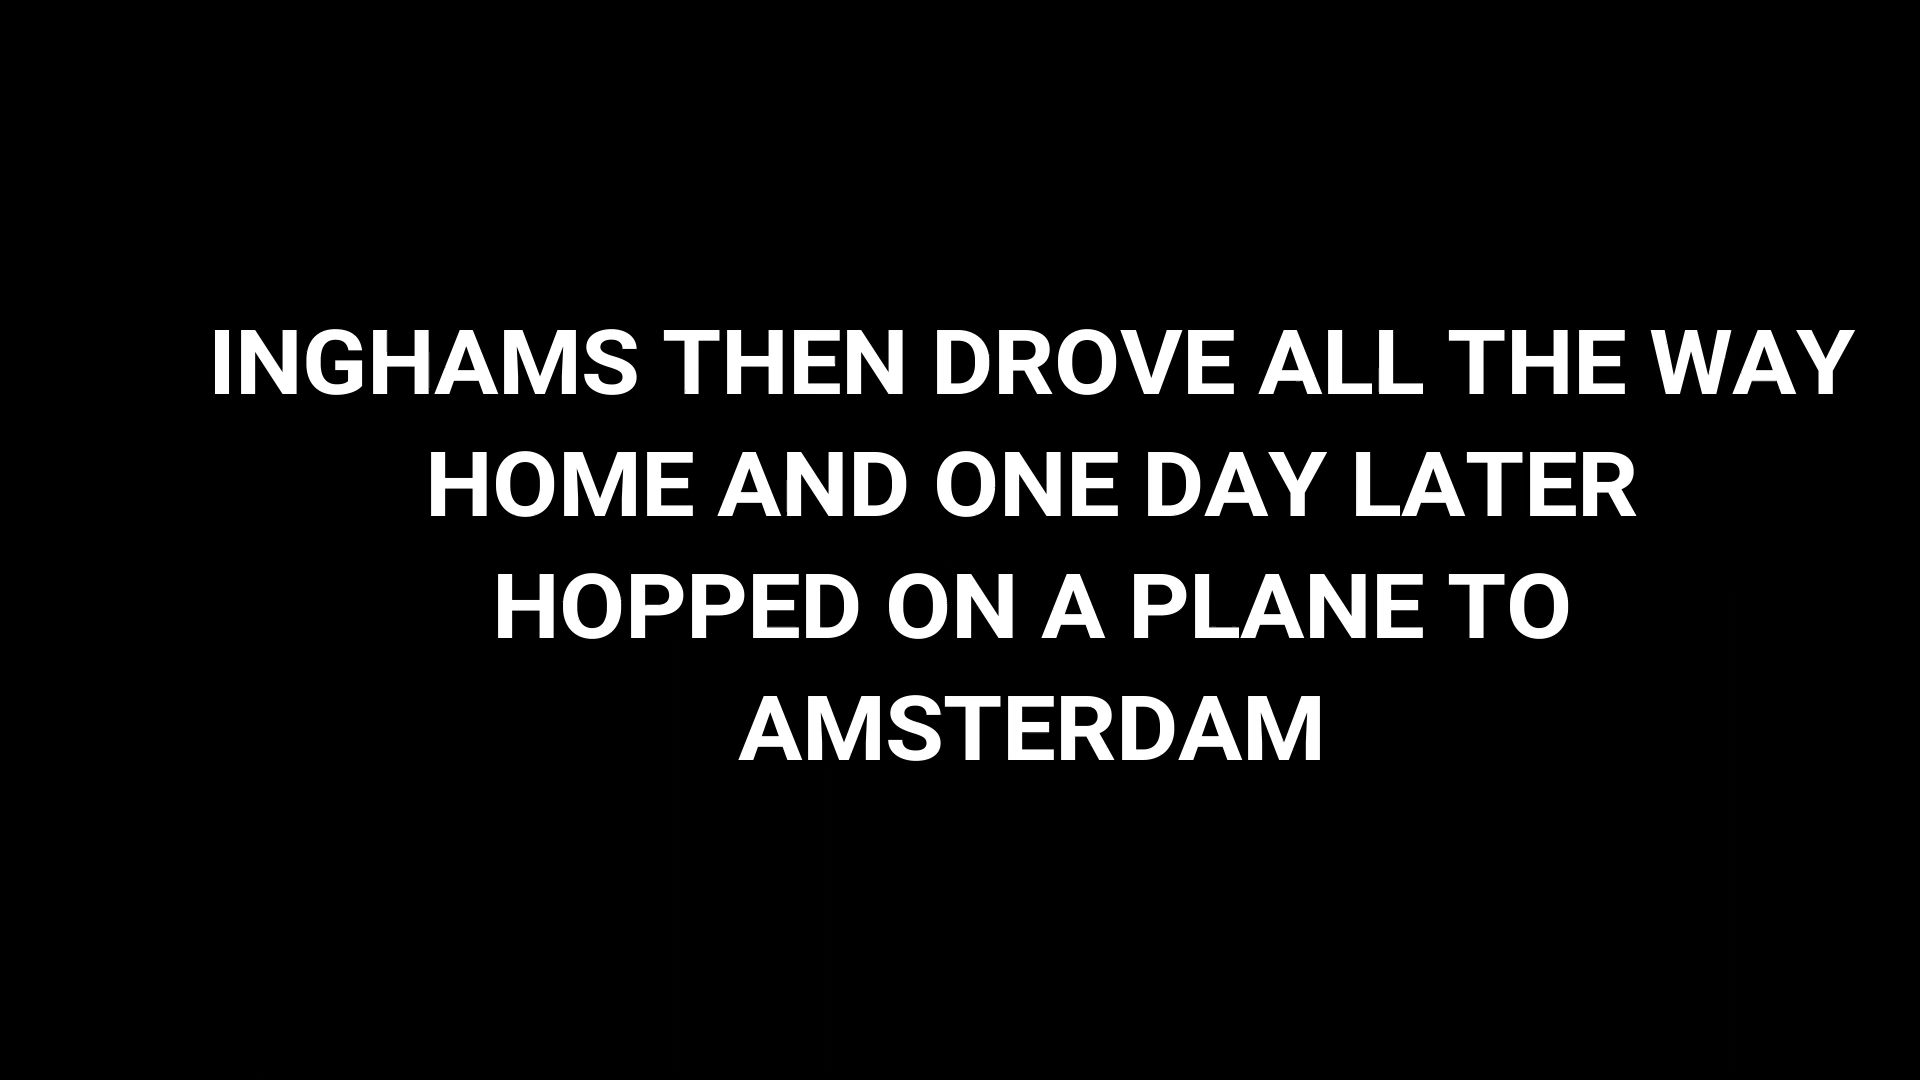 INGHAMS THEN DROVE ALL THE WAY
HOME AND ONE DAY LATER
HOPPED ON A PLANE TO
AMSTERDAM